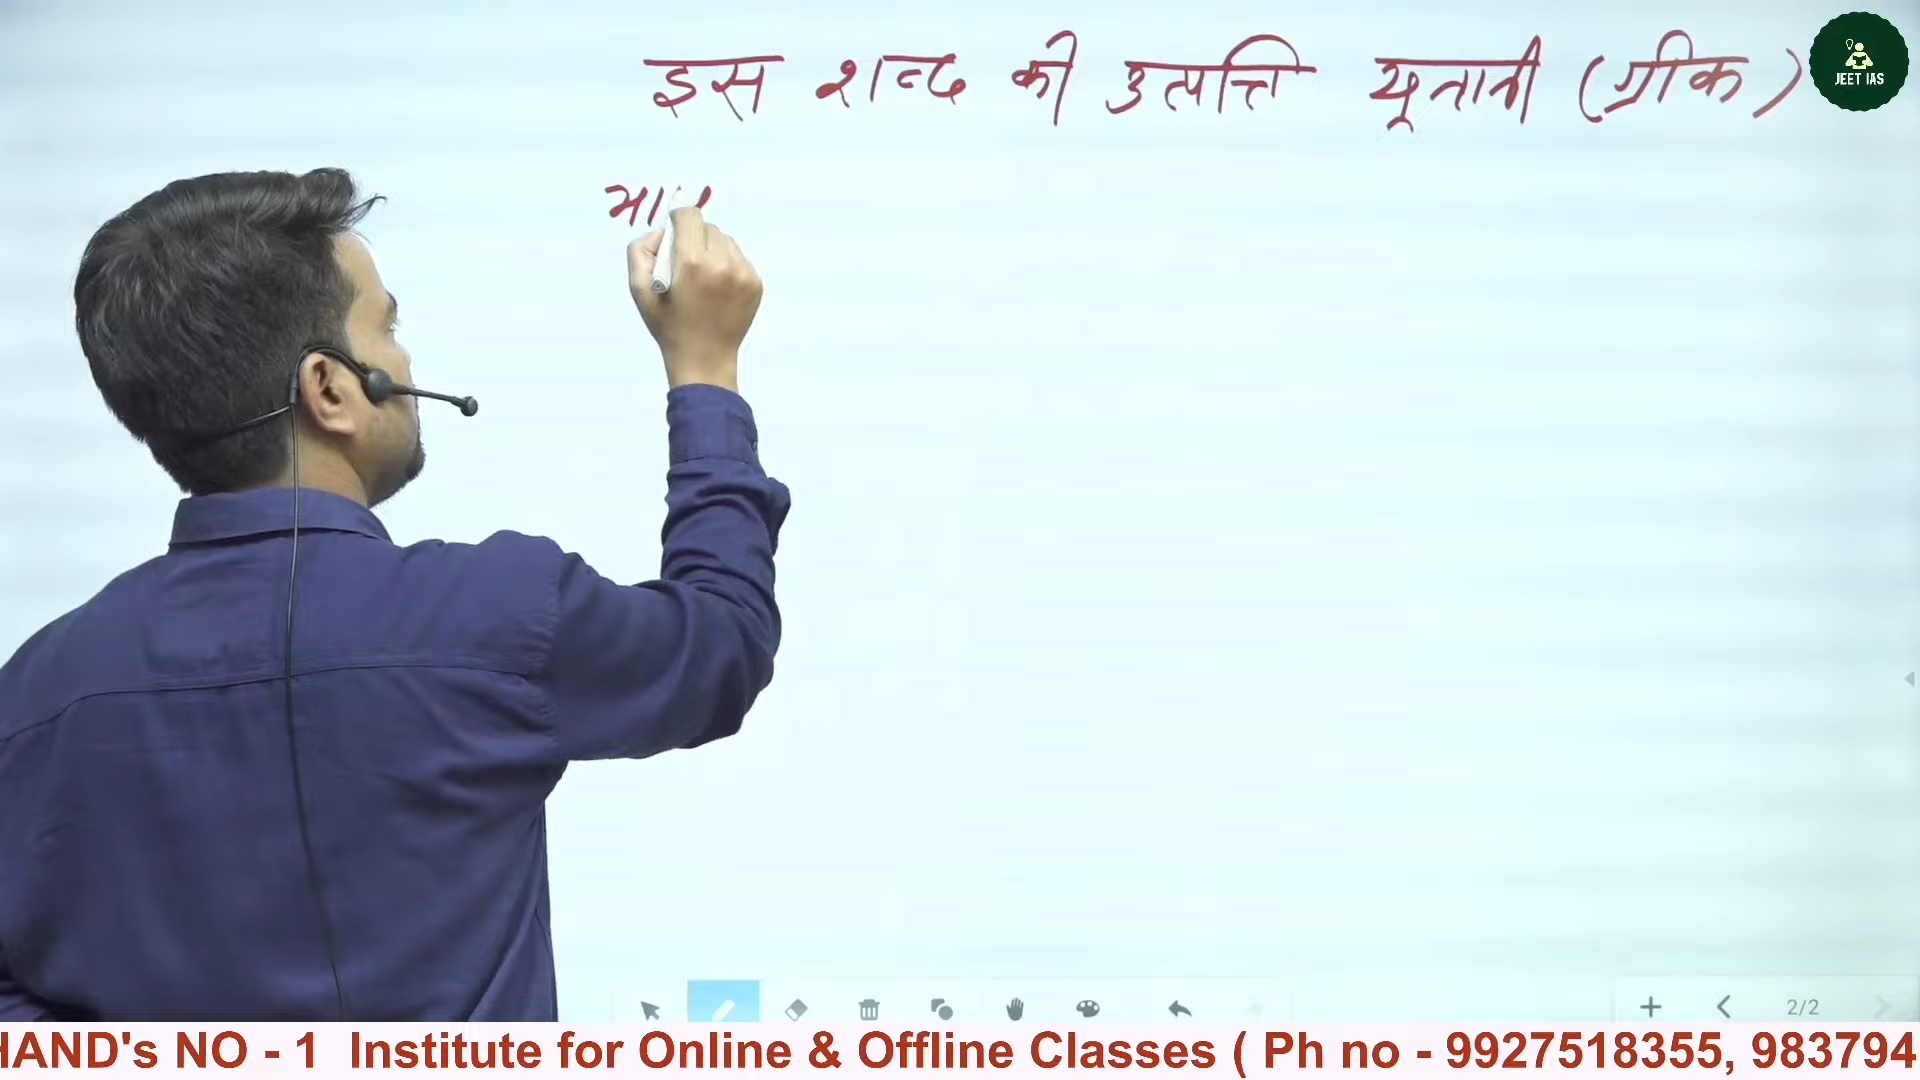 इस शब्द की उत्पत्ति यूनानी (ग्रीक)
JEET IAS
2/2
HAND's NO - 1 Institute for Online & Offline Classes ( Ph no - 9927518355, 983794